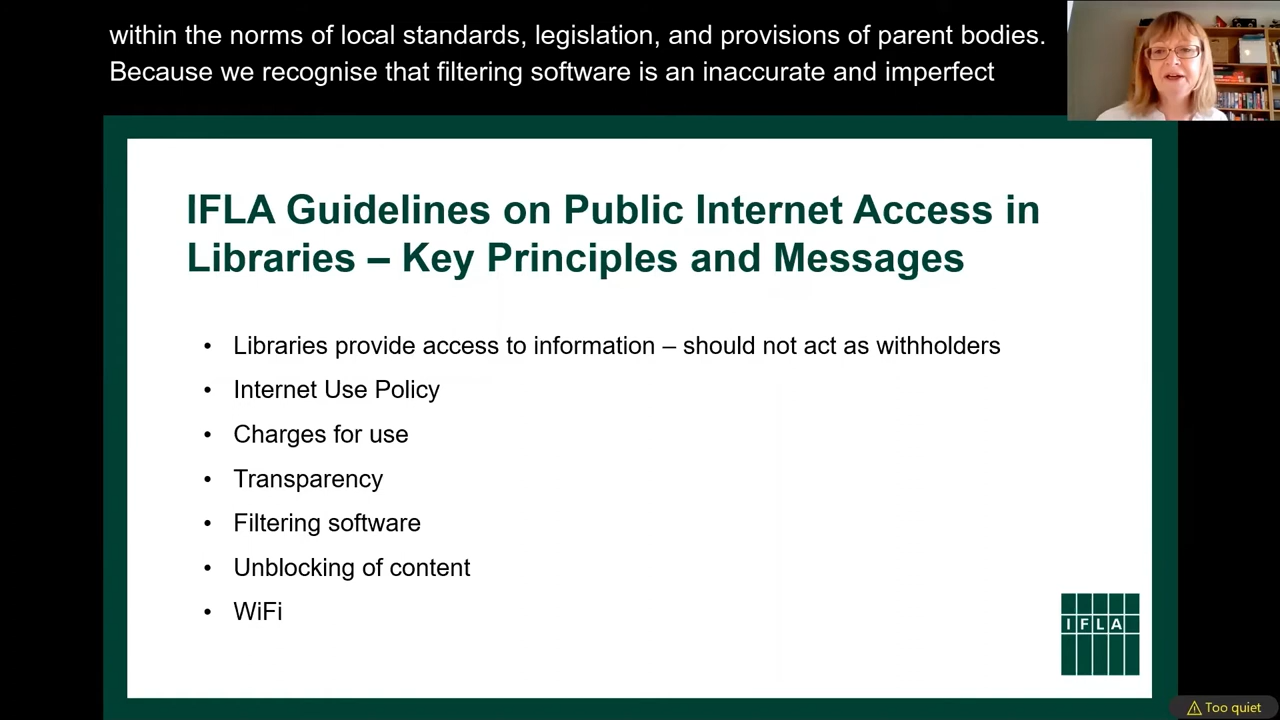 within the norms of local standards, legislation, and provisions of parent bodies.
Because we recognise that filtering software is an inaccurate and imperfect
IFLA Guidelines on Public Internet Access in
Libraries – Key Principles and Messages
• Libraries provide access to information – should not act as withholders
• Internet Use Policy
• Charges for use
• Transparency
• Filtering software
• Unblocking of content
• WiFi
IFLA
Too quiet